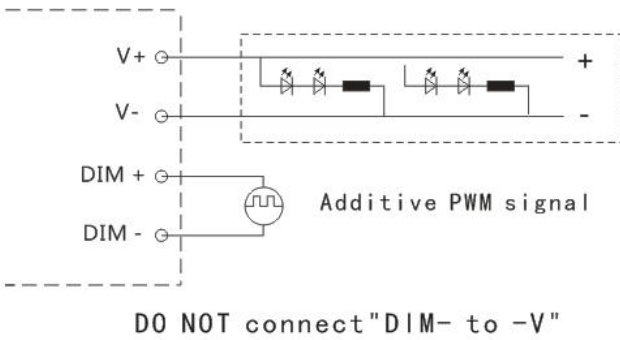 V+
+
V-
-
DIM +
Additive PWM signal
DIM -
DO NOT connect"DIM- to -V"